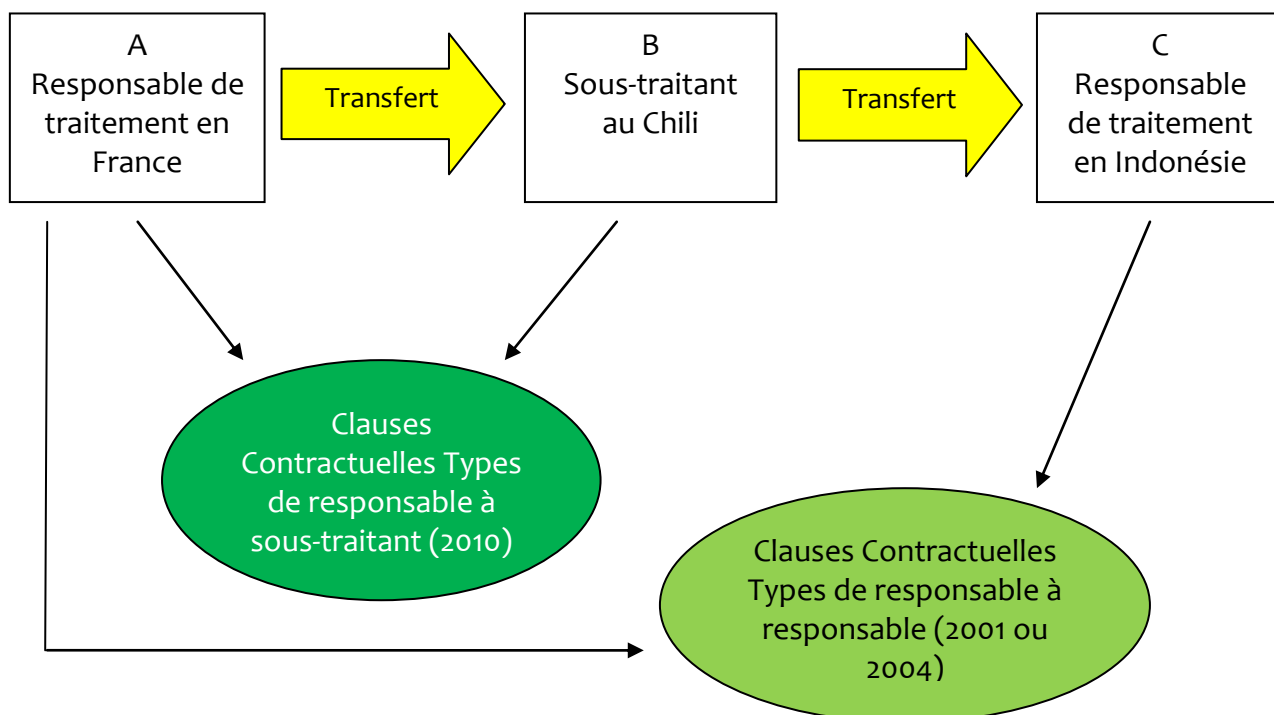 A
Responsable de
traitement en
France
Transfert
B
Sous-traitant
au Chili
Transfert
C
Responsable
de traitement
en Indonésie
Clauses
Contractuelles Types
de responsable à
sous-traitant (2010)
Clauses Contractuelles
Types de responsable à
responsable (2001 ou
2004)